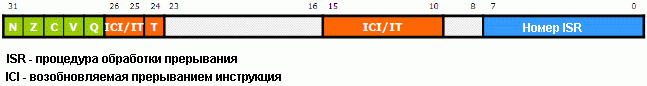 31 26 25 24 23 16 15 10 9 8 7 0
N Z C V Q ICI/IT T ICI/IT Номер ISR
ISR - процедура обработки прерывания
ICI - возобновляемая прерыванием инструкция